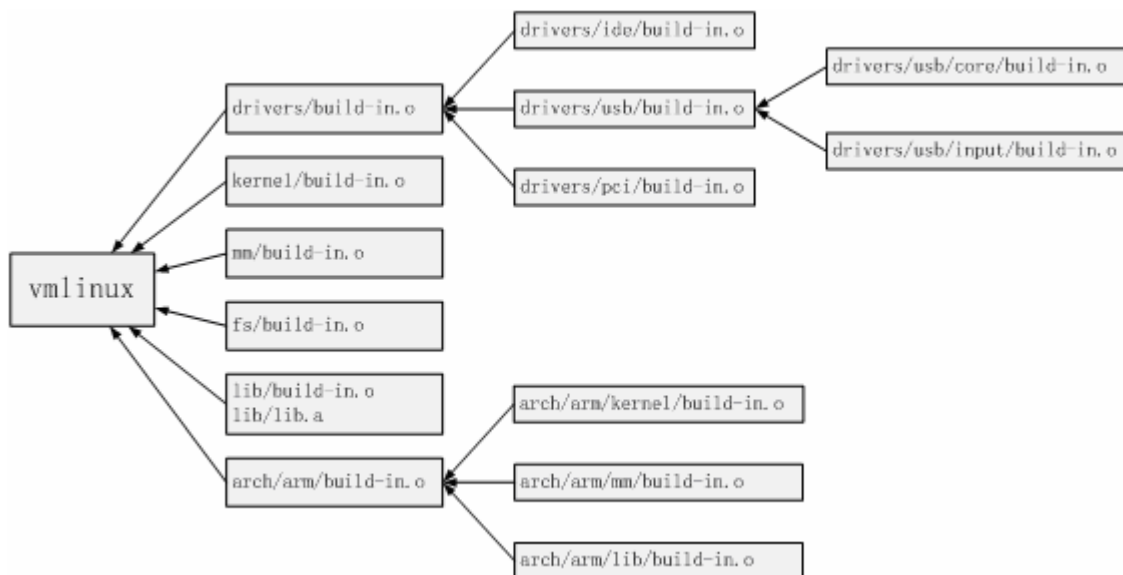 drivers/ide/build-in.o
drivers/usb/core/build-in.o
drivers/build-in.o
drivers/usb/build-in.o
drivers/usb/input/build-in.o
kernel/build-in.o
drivers/pci/build-in.o
mm/build-in.o
vmlinux
fs/build-in.o
lib/build-in.o
lib/lib.a
arch/arm/kernel/build-in.o
arch/arm/build-in.o
arch/arm/mm/build-in.o
arch/arm/lib/build-in.o